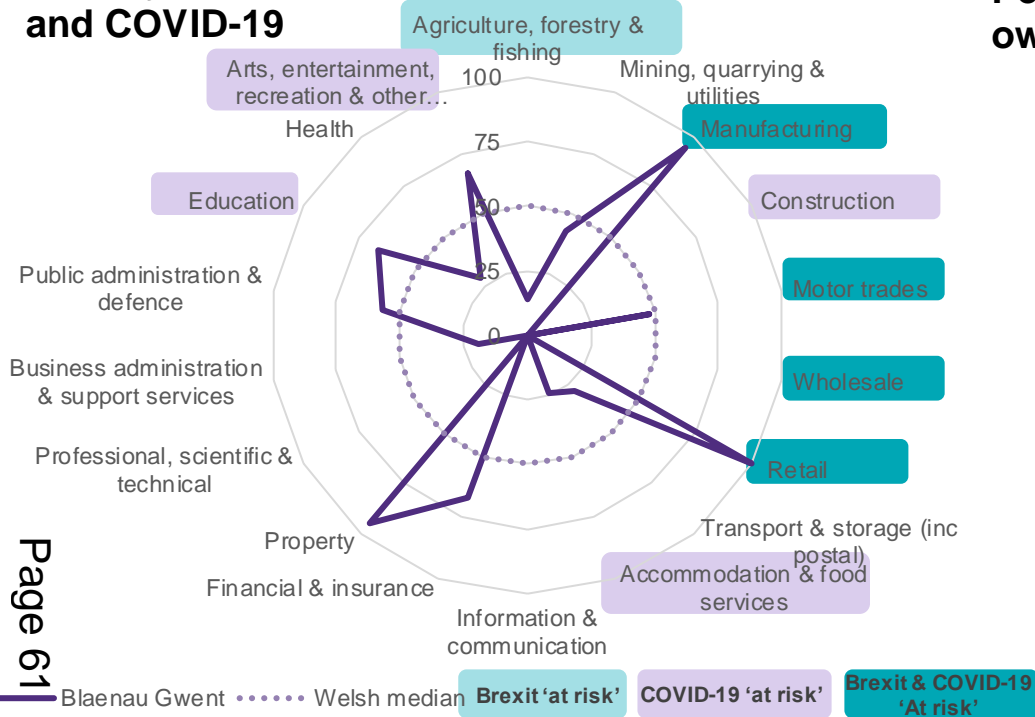 and COVID-19
ow
Agriculture, forestry &
fishing
Arts, entertainment,
recreation & other…
Mining, quarrying &
utilities
Health
Manufacturing
Education
Construction
Public administration &
defence
Motor trades
Business administration
& support services
Wholesale
Professional, scientific &
technical
Retail
Property
Transport & storage (inc
postal)
Financial & insurance
Accommodation & food
services
Information &
communication
100
75
50
25
0
Page 61
Blaenau Gwent
Welsh median
Brexit ‘at risk’
COVID-19 ‘at risk’
Brexit & COVID-19
‘At risk’